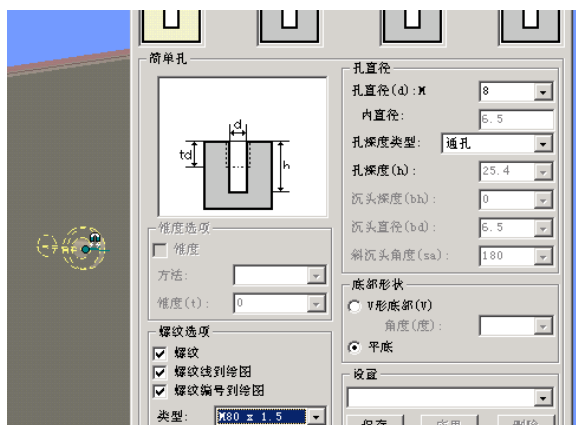 简单孔
d
td
h
锥度选项
锥度
方法:
锥度(t): 0
螺纹选项
螺纹
螺纹线到绘图
螺纹编号到绘图
类型: M80 x 1.5
孔直径
孔直径(d):M 8
内直径: 6.5
孔深度类型: 通孔
孔深度(h): 25.4
沉头深度(bh): 0
沉头直径(bd): 6.5
斜沉头角度(sa): 180
底部形状
V形底部(V)
角度(度):
平底
设置
保存 应用 删除